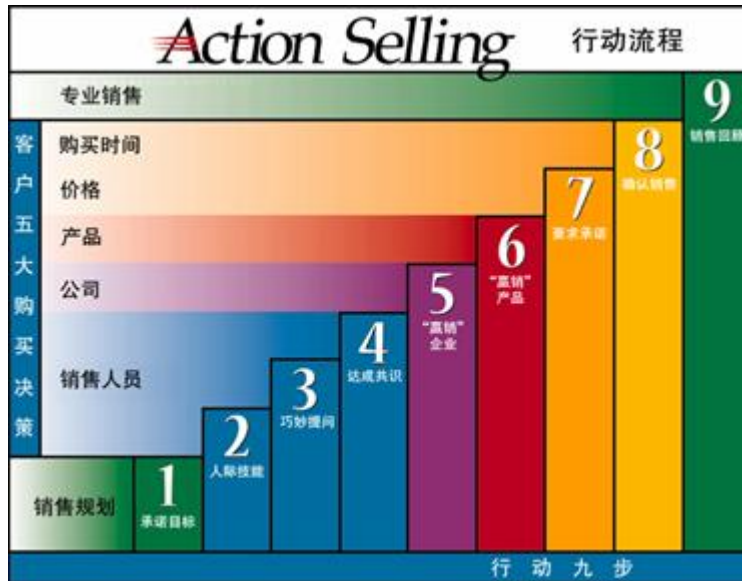 Action Selling 行动流程
专业销售
客户五大购买决策
购买时间
价格
产品
公司
销售人员
销售规划
1
承诺目标
2
人际技能
3
巧妙提问
4
达成共识
5
“赢销”
企业
6
“赢销”
产品
7
要求承诺
8
确认销售
9
销售回顾
行动九步